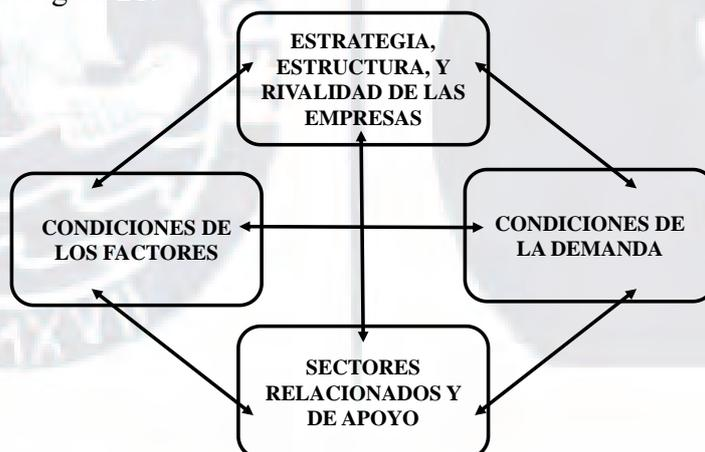 ESTRATEGIA,
ESTRUCTURA, Y
RIVALIDAD DE LAS
EMPRESAS
CONDICIONES DE
LOS FACTORES
CONDICIONES DE
LA DEMANDA
SECTORES
RELACIONADOS Y
DE APOYO